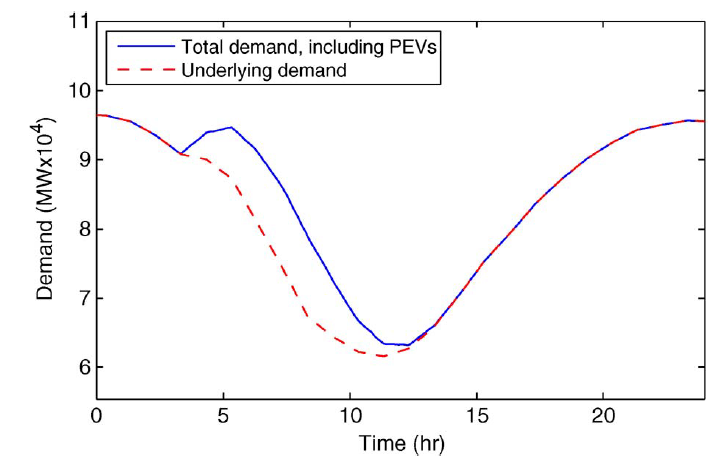 11
10
9
8
7
6
Demand (MWx10⁴)
Total demand, including PEVs
Underlying demand
0 5 10 15 20
Time (hr)